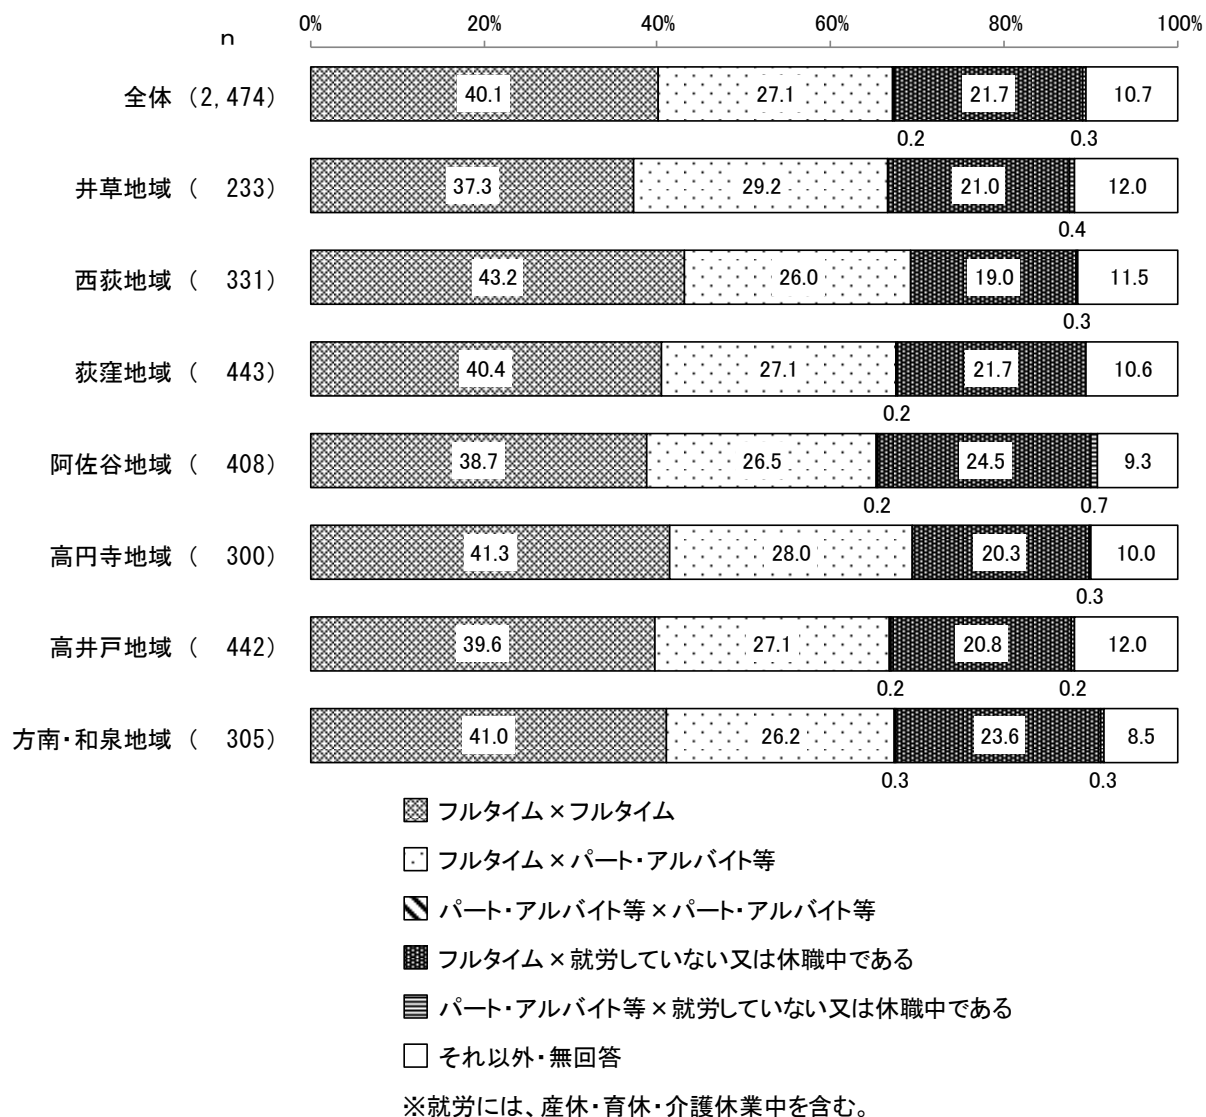 0% 20% 40% 60% 80% 100%
n
全体 (2,474) 40.1 27.1 21.7 10.7
0.2 0.3
井草地域 ( 233) 37.3 29.2 21.0 12.0
0.4
西荻地域 ( 331) 43.2 26.0 19.0 11.5
0.3
荻窪地域 ( 443) 40.4 27.1 21.7 10.6
0.2
阿佐谷地域 ( 408) 38.7 26.5 24.5 9.3
0.2 0.7
高円寺地域 ( 300) 41.3 28.0 20.3 10.0
0.3
高井戸地域 ( 442) 39.6 27.1 20.8 12.0
0.2 0.2
方南・和泉地域 ( 305) 41.0 26.2 23.6 8.5
0.3 0.3
フルタイム×フルタイム
フルタイム×パート・アルバイト等
パート・アルバイト等×パート・アルバイト等
フルタイム×就労していない又は休職中である
パート・アルバイト等×就労していない又は休職中である
それ以外・無回答
※就労には、産休・育休・介護休業中を含む。